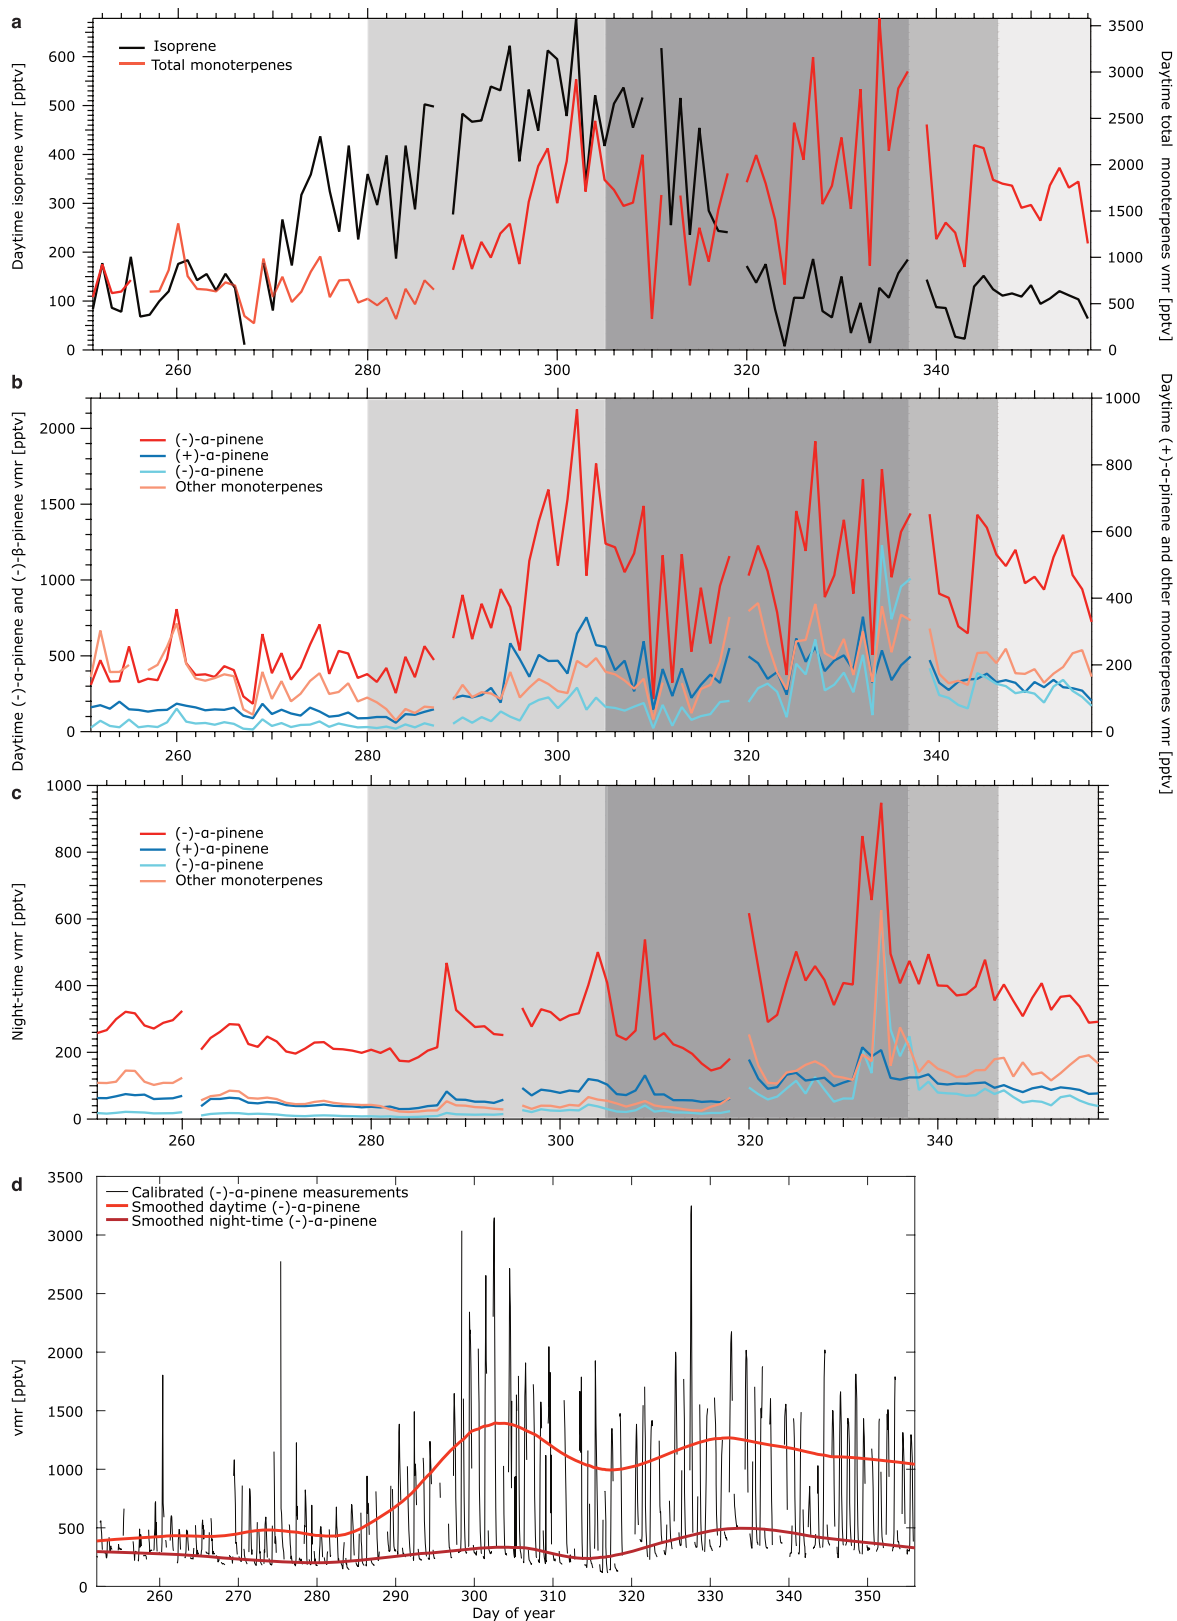 a
Isoprene
Total monoterpenes
Daytime isoprene vmr [pptv]
Daytime total monoterpenes vmr [pptv]
600
500
400
300
200
100
0
3500
3000
2500
2000
1500
1000
500
0
260
280
300
320
340
b
(-)-ɑ-pinene
(+)-ɑ-pinene
(-)-ɑ-pinene
Other monoterpenes
Daytime (-)-ɑ-pinene and (-)-β-pinene vmr [pptv]
Daytime (+)-ɑ-pinene and other monoterpenes vmr [pptv]
2000
1500
1000
500
0
1000
800
600
400
200
0
260
280
300
320
340
c
(-)-ɑ-pinene
(+)-ɑ-pinene
(-)-ɑ-pinene
Other monoterpenes
Night-time vmr [pptv]
1000
800
600
400
200
0
260
280
300
320
340
d
Calibrated (-)-ɑ-pinene measurements
Smoothed daytime (-)-ɑ-pinene
Smoothed night-time (-)-ɑ-pinene
vmr [pptv]
3500
3000
2500
2000
1500
1000
500
0
260
270
280
290
300
310
320
330
340
350
Day of year